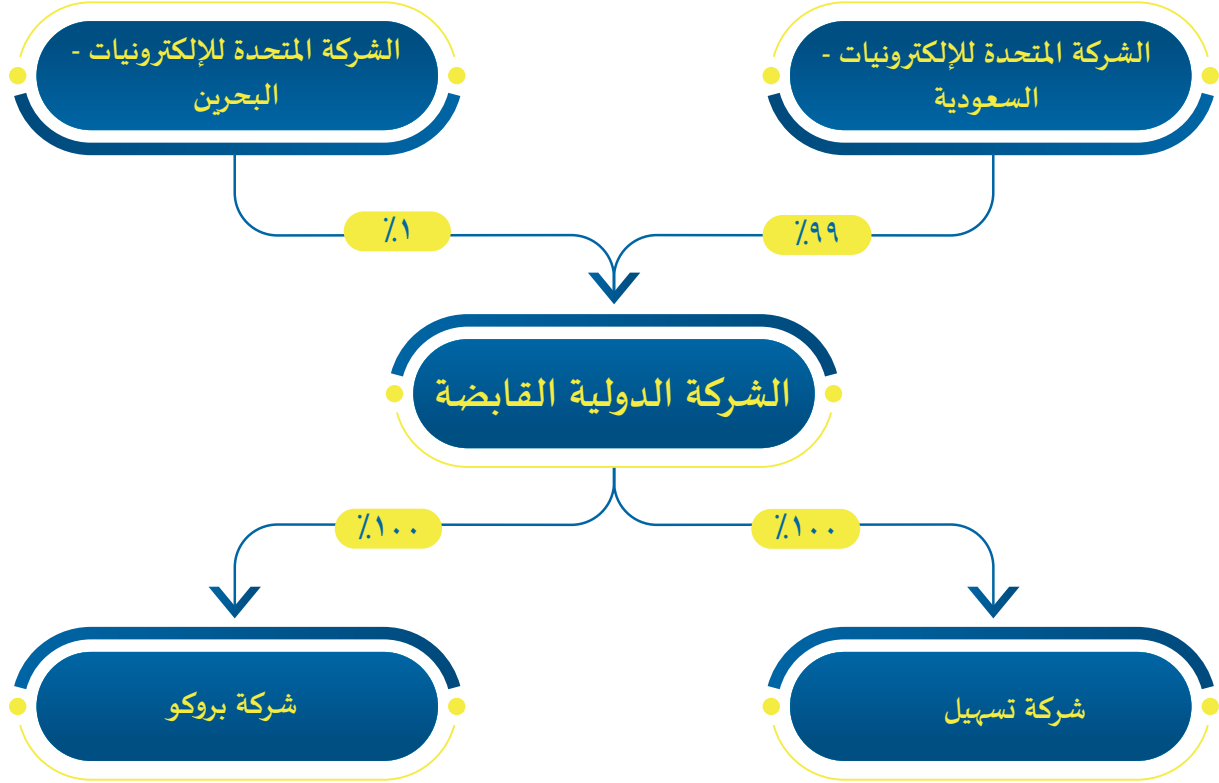 الشركة المتحدة للإلكترونيات -
السعودية
الشركة المتحدة للإلكترونيات -
البحرين
٩٩٪
١٪
الشركة الدولية القابضة
١٠٠٪
١٠٠٪
شركة تسهيل
شركة بروكو